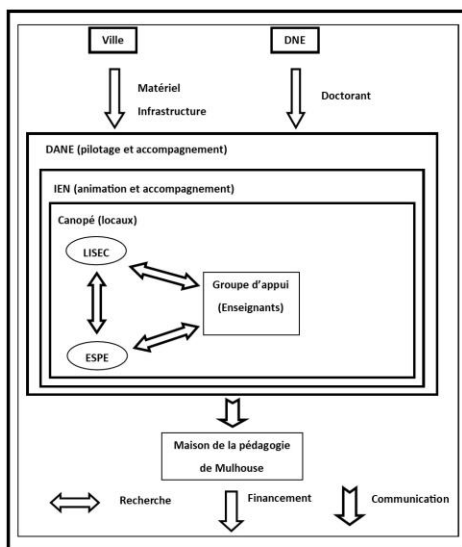 Ville
DNE
Matériel
Infrastructure
Doctorant
DANE (pilotage et accompagnement)
IEN (animation et accompagnement)
Canopé (locaux)
LISEC
Groupe d'appui
(Enseignants)
ESPE
Maison de la pédagogie
de Mulhouse
Recherche
Financement
Communication